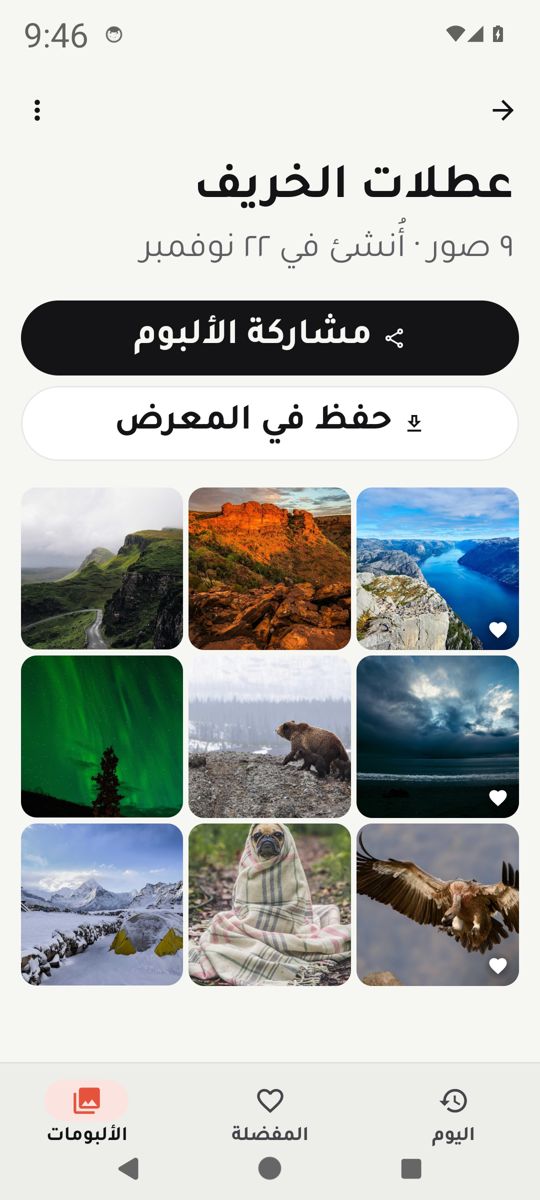 9:46
عطلات الخريف
٩ صور · أُنشئ في ٢٢ نوفمبر
مشاركة الألبوم
حفظ في المعرض
اليوم
المفضلة
الألبومات